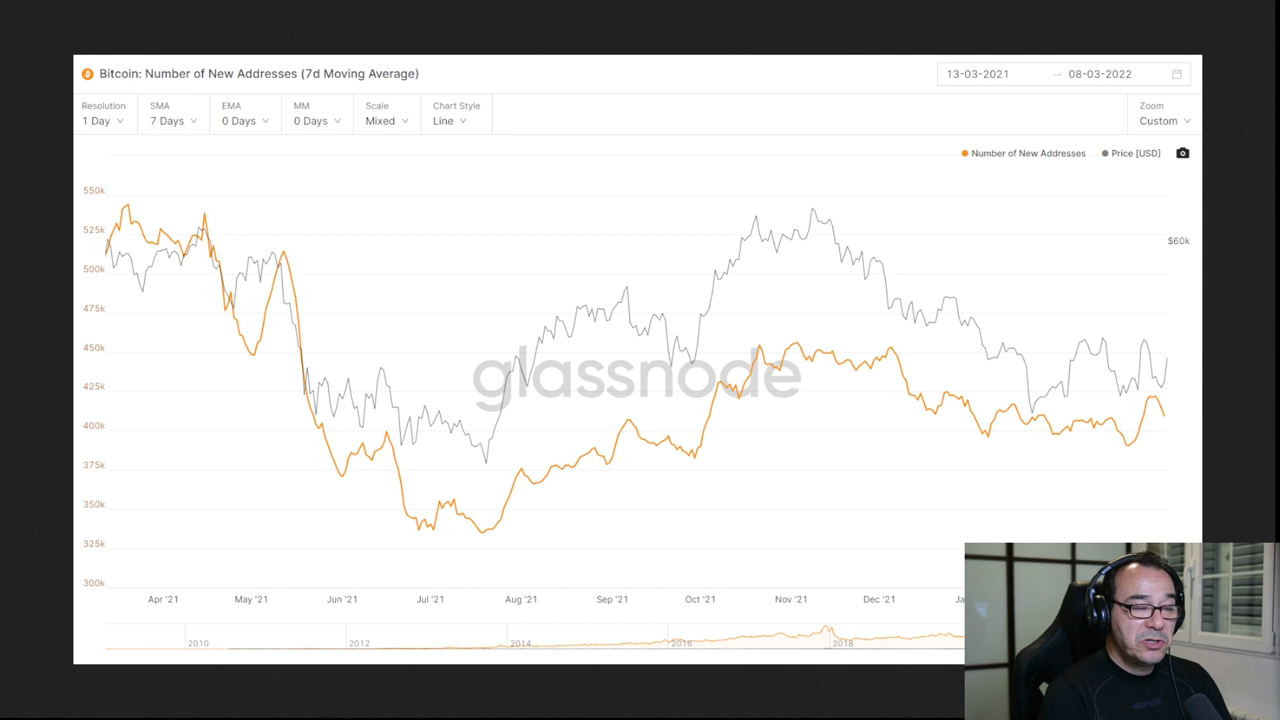 Bitcoin: Number of New Addresses (7d Moving Average)
13-03-2021 → 08-03-2022
Resolution SMA EMA MM Scale Chart Style Zoom
1 Day 7 Days 0 Days 0 Days Mixed Line Custom
Number of New Addresses Price [USD]
550k
525k
$60k
500k
475k
450k
glassnode
425k
400k
375k
350k
325k
300k
Apr '21 May '21 Jun '21 Jul '21 Aug '21 Sep '21 Oct '21 Nov '21 Dec '21
2010 2012 2014 2016 2018